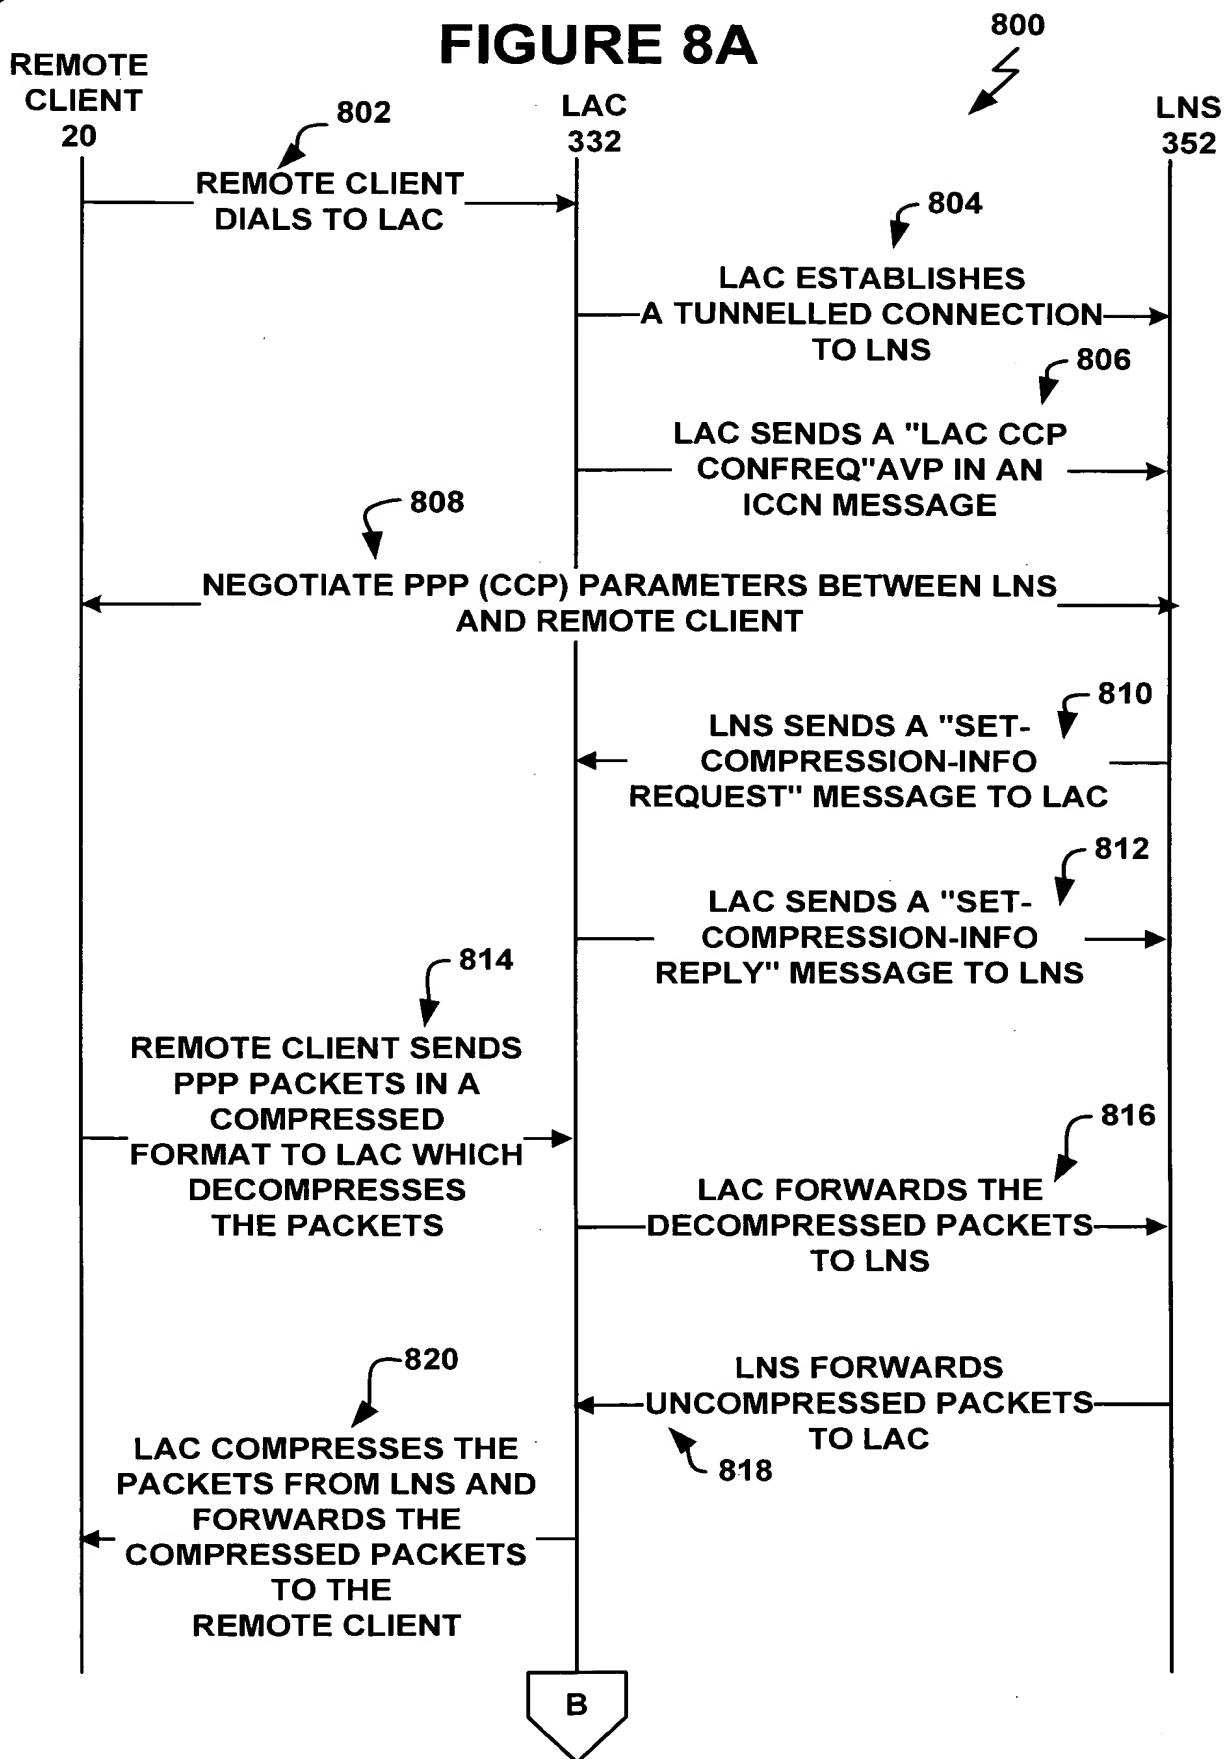 FIGURE 8A
800
REMOTE
CLIENT
20
LAC
332
LNS
352
802
REMOTE CLIENT
DIALS TO LAC
804
LAC ESTABLISHES
A TUNNELLED CONNECTION
TO LNS
806
LAC SENDS A "LAC CCP
CONFREQ"AVP IN AN
ICCN MESSAGE
808
NEGOTIATE PPP (CCP) PARAMETERS BETWEEN LNS
AND REMOTE CLIENT
810
LNS SENDS A "SET-
COMPRESSION-INFO
REQUEST" MESSAGE TO LAC
812
LAC SENDS A "SET-
COMPRESSION-INFO
REPLY" MESSAGE TO LNS
814
REMOTE CLIENT SENDS
PPP PACKETS IN A
COMPRESSED
FORMAT TO LAC WHICH
DECOMPRESSES
THE PACKETS
816
LAC FORWARDS THE
DECOMPRESSED PACKETS
TO LNS
LNS FORWARDS
UNCOMPRESSED PACKETS
TO LAC
818
820
LAC COMPRESSES THE
PACKETS FROM LNS AND
FORWARDS THE
COMPRESSED PACKETS
TO THE
REMOTE CLIENT
B